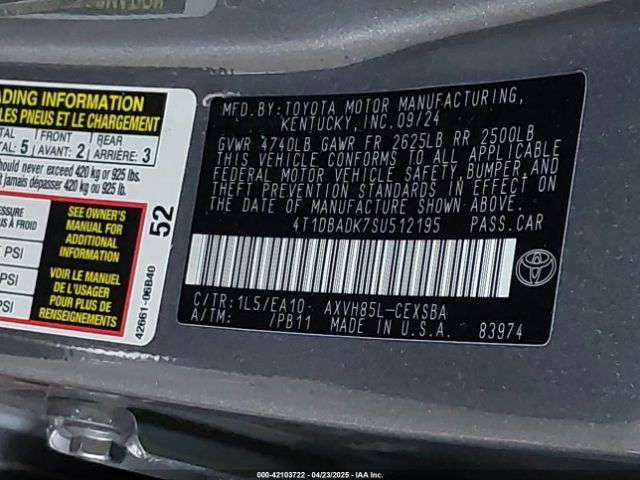 ADING INFORMATION
LES PNEUS ET LE CHARGEMENT
TAL : 5
FRONT AVANT: 2
REAR ARRIÈRE: 3
should never exceed 420 kg or 925 lbs.
jamais dépasser 420 kg ou 925 lb.
RESSURE
S À FROID
PSI
PSI
SEE OWNER'S
MANUAL FOR
ADDITIONAL
INFORMATION
VOIR LE MANUEL
DE L'USAGER
POUR PLUS DE
RENSEIGNEMENTS
52
42661-06B40
MFD.BY:TOYOTA MOTOR MANUFACTURING,
KENTUCKY, INC. 09/24
GVWR 4740LB GAWR FR 2625LB RR 2500LB
THIS VEHICLE CONFORMS TO ALL APPLICABLE
FEDERAL MOTOR VEHICLE SAFETY,BUMPER,AND
THEFT PREVENTION STANDARDS IN EFFECT ON
THE DATE OF MANUFACTURE SHOWN ABOVE.
4T1DBADK7SU512195 PASS.CAR
C/TR:1L5/EA10 AXVH85L-CEXSBA
A/TM: /PB11 MADE IN U.S.A. 83974
000-42103722 - 04/23/2025 - IAA Inc.